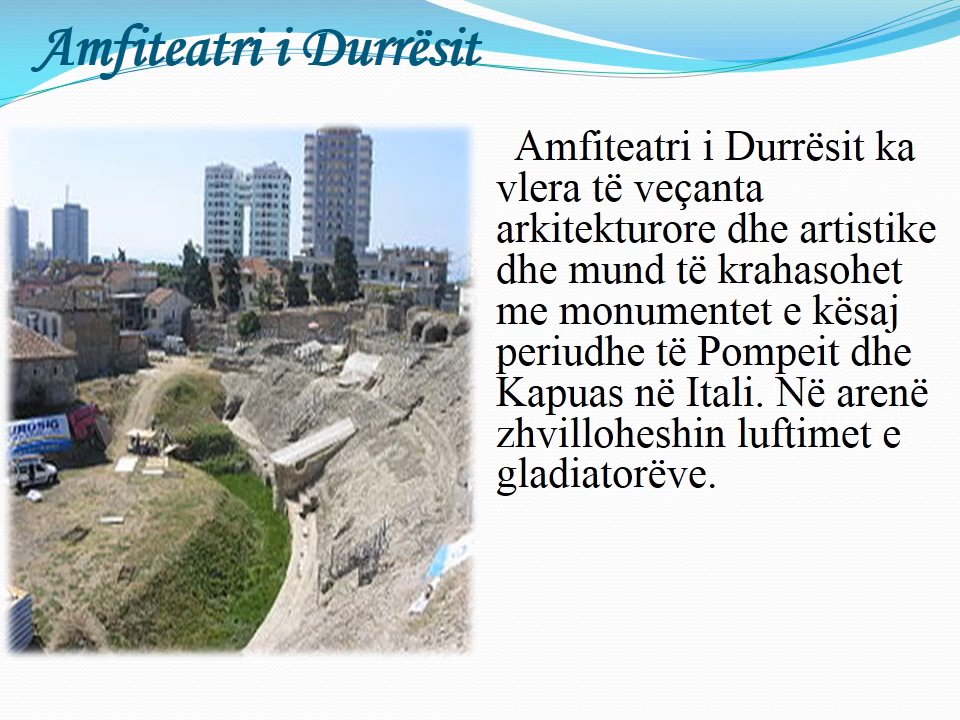 Amfiteatri i Durrësit
Amfiteatri i Durrësit ka
vlera të veçanta
arkitekturore dhe artistike
dhe mund të krahasohet
me monumentet e kësaj
periudhe të Pompeit dhe
Kapuas në Itali. Në arenë
zhvilloheshin luftimet e
gladiatorëve.